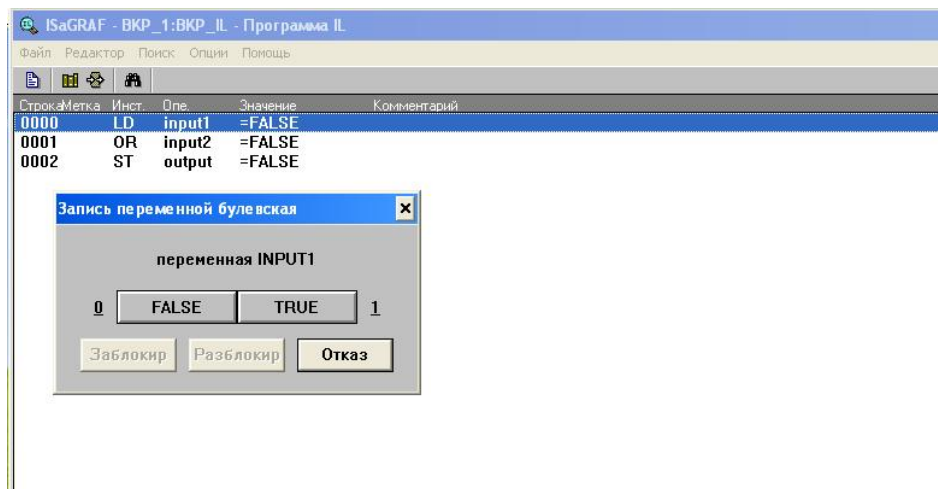 ISaGRAF - BKP_1:BKP_IL - Программа IL
Файл Редактор Поиск Опции Помощь
Строка Метка Инст. Опе. Значение Комментарий
0000 LD input1 =FALSE
0001 OR input2 =FALSE
0002 ST output =FALSE
Запись переменной булевская
переменная INPUT1
0 FALSE TRUE 1
Заблокир Разблокир Отказ